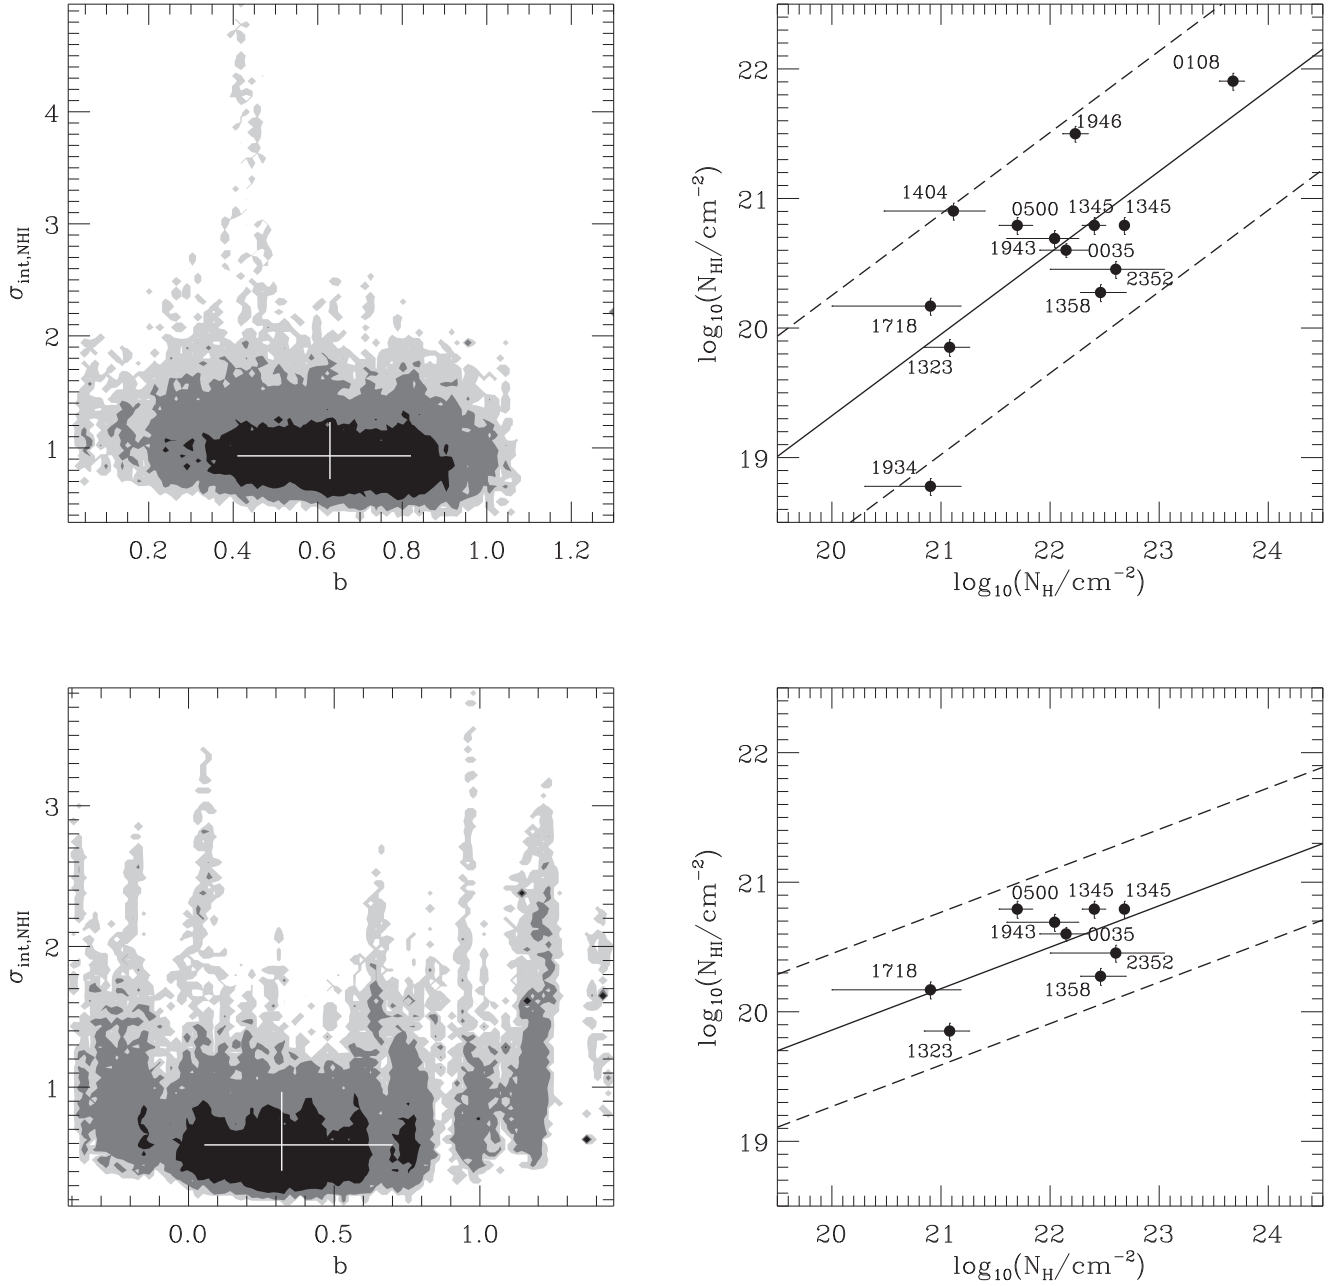 4
3
2
1
σint,NHI
0.2 0.4 0.6 0.8 1.0 1.2
b
22
21
20
19
log10(NHI/cm−2)
0108
1946
1404
0500 1345 1345
1943 0035
2352
1358
1718
1323
1934
20 21 22 23 24
log10(NH/cm−2)
3
2
1
σint,NHI
0.0 0.5 1.0
b
22
21
20
19
log10(NHI/cm−2)
0500 1345 1345
1943 0035
2352
1718
1358
1323
20 21 22 23 24
log10(NH/cm−2)